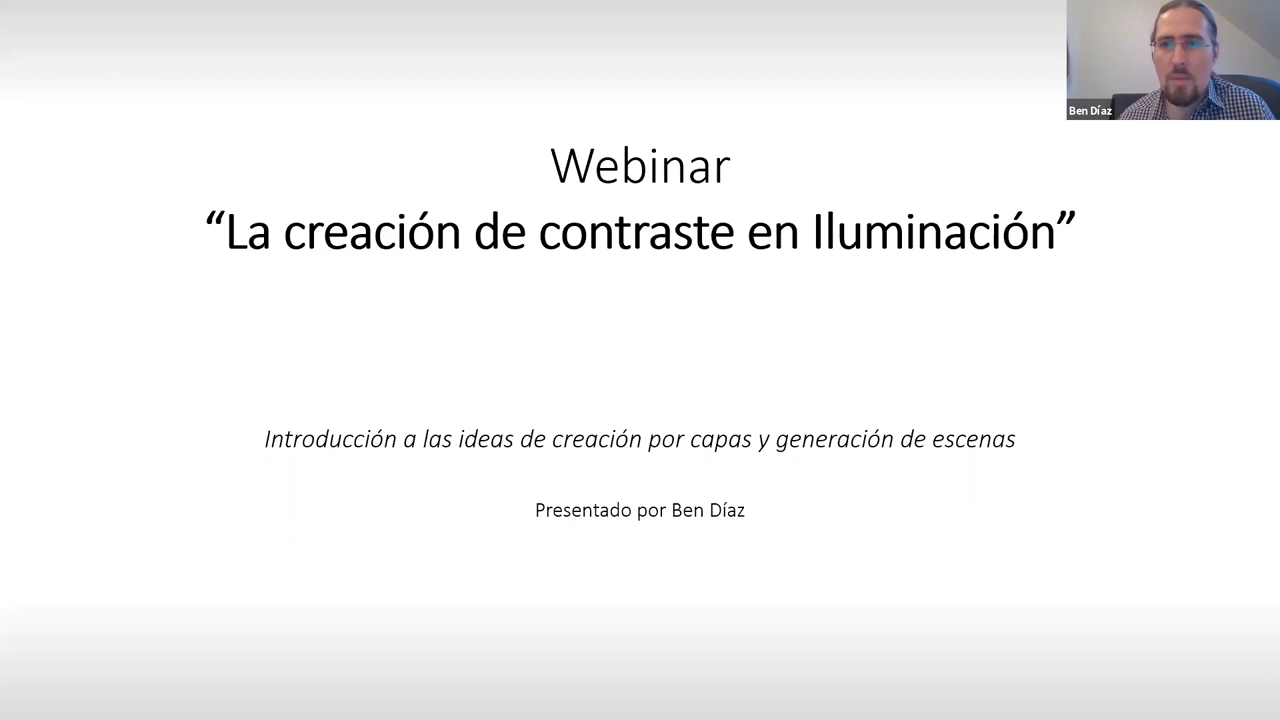 Ben Díaz
Webinar
“La creación de contraste en Iluminación”
Introducción a las ideas de creación por capas y generación de escenas
Presentado por Ben Díaz